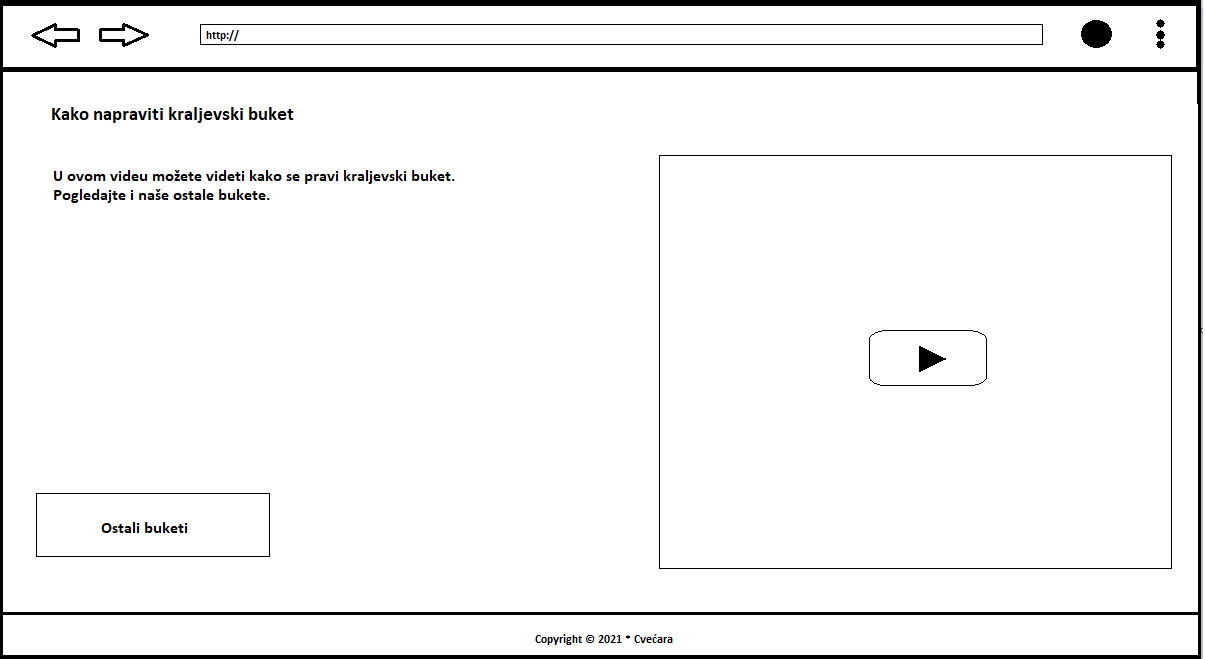 http://
Kako napraviti kraljevski buket
U ovom videu možete videti kako se pravi kraljevski buket.
Pogledajte i naše ostale bukete.
Ostali buketi
Copyright © 2021 * Cvećara